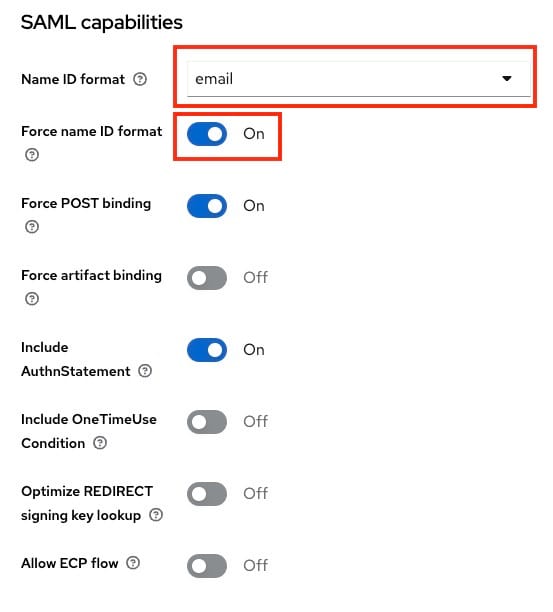 SAML capabilities
Name ID format
email
Force name ID format
On
Force POST binding
On
Force artifact binding
Off
Include
AuthnStatement
On
Include OneTimeUse
Condition
Off
Optimize REDIRECT
signing key lookup
Off
Allow ECP flow
Off